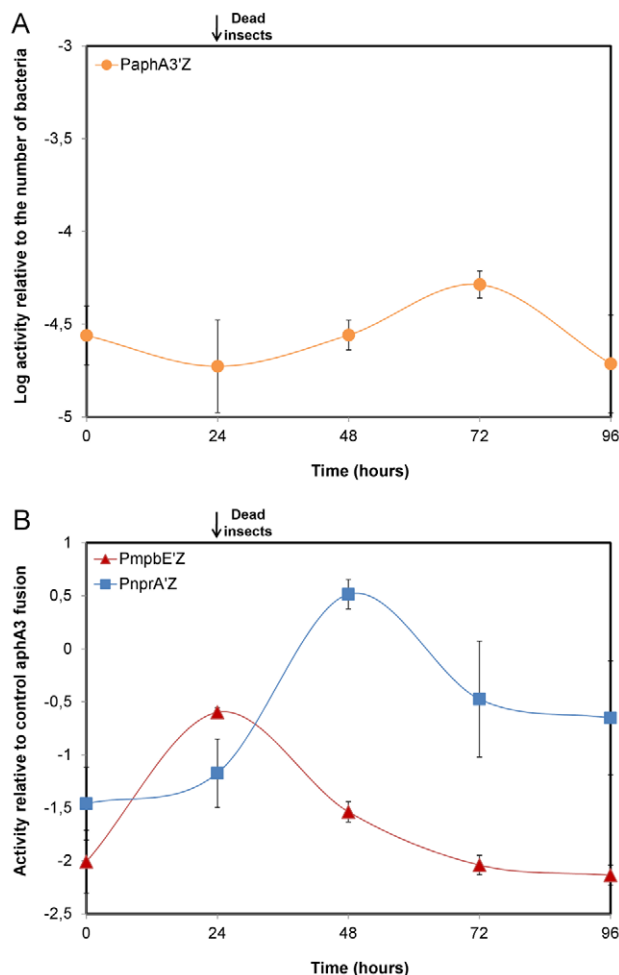 A
Dead
insects
-3
PaphA3'Z
-3,5
-4
-4,5
-5
0 24 48 72 96
Log activity relative to the number of bacteria
Time (hours)
B
Dead
insects
1
PmpbE'Z
PnprA'Z
0,5
0
-0,5
-1
-1,5
-2
-2,5
0 24 48 72 96
Activity relative to control aphA3 fusion
Time (hours)